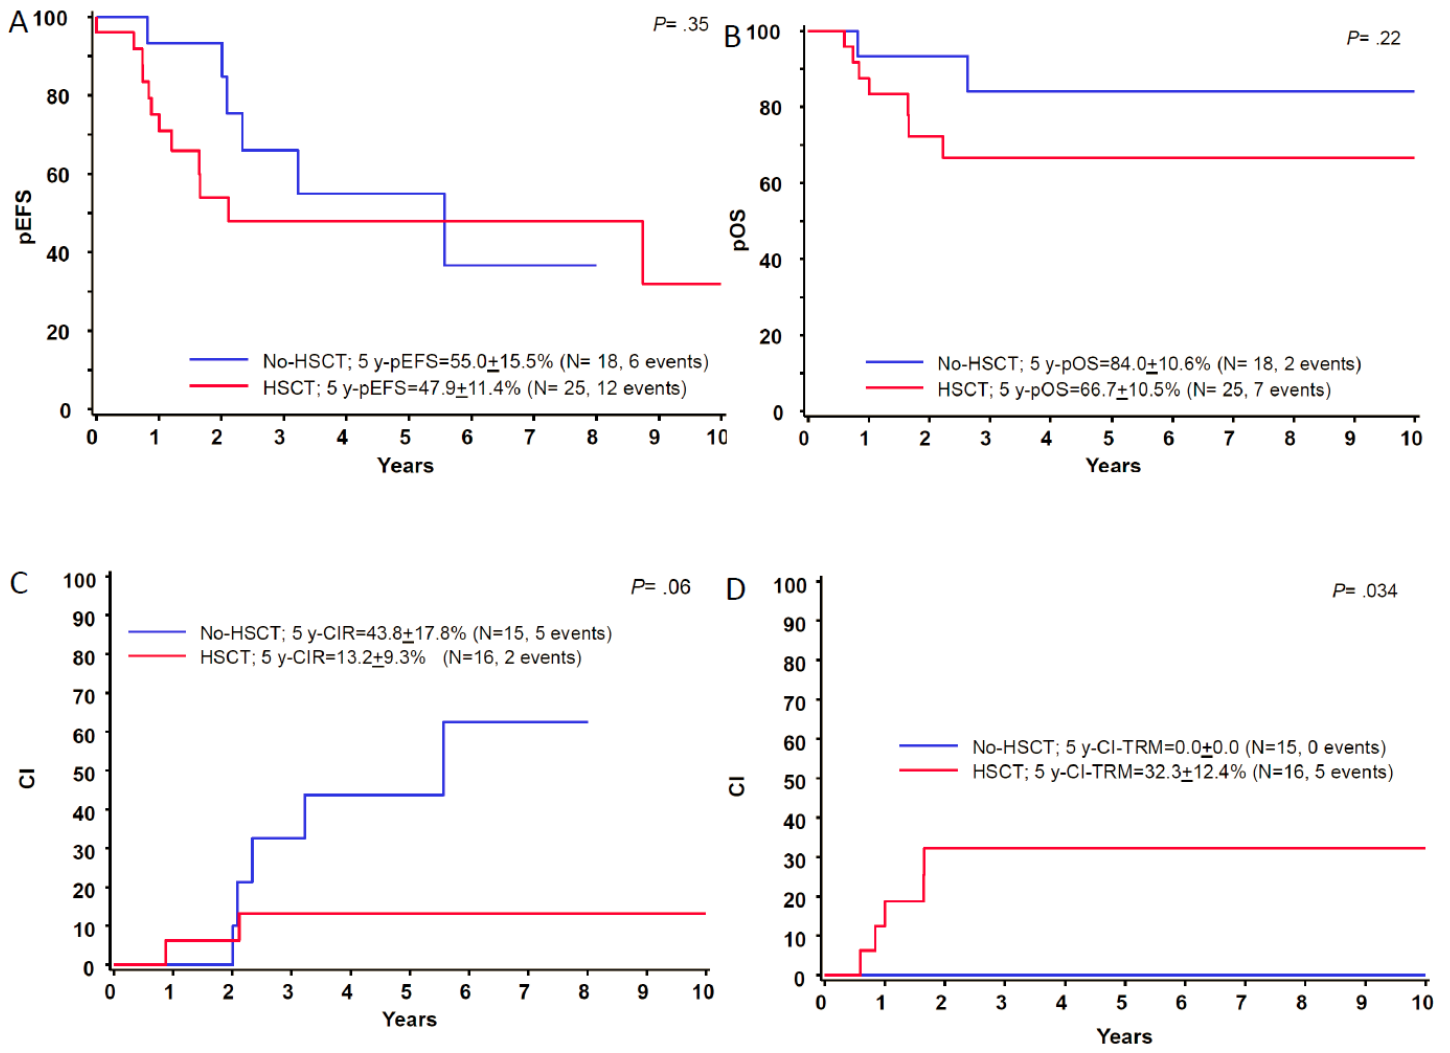 A
100
P= .35
80
60
40
20
0
pEFS
No-HSCT; 5 y-pEFS=55.0±15.5% (N= 18, 6 events)
HSCT; 5 y-pEFS=47.9±11.4% (N= 25, 12 events)
0 1 2 3 4 5 6 7 8 9 10
Years
B
100
P= .22
80
60
40
20
0
pOS
No-HSCT; 5 y-pOS=84.0±10.6% (N= 18, 2 events)
HSCT; 5 y-pOS=66.7±10.5% (N= 25, 7 events)
0 1 2 3 4 5 6 7 8 9 10
Years
C
100
P= .06
90
80
70
60
50
40
30
20
10
0
CI
No-HSCT; 5 y-CIR=43.8±17.8% (N=15, 5 events)
HSCT; 5 y-CIR=13.2±9.3% (N=16, 2 events)
0 1 2 3 4 5 6 7 8 9 10
Years
D
100
P= .034
90
80
70
60
50
40
30
20
10
0
CI
No-HSCT; 5 y-CI-TRM=0.0±0.0 (N=15, 0 events)
HSCT; 5 y-CI-TRM=32.3±12.4% (N=16, 5 events)
0 1 2 3 4 5 6 7 8 9 10
Years